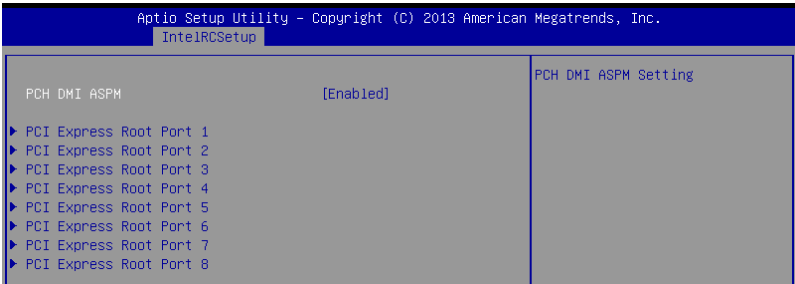 Aptio Setup Utility – Copyright (C) 2013 American Megatrends, Inc.
IntelRCSetup
PCH DMI ASPM [Enabled]
PCH DMI ASPM Setting
PCI Express Root Port 1
PCI Express Root Port 2
PCI Express Root Port 3
PCI Express Root Port 4
PCI Express Root Port 5
PCI Express Root Port 6
PCI Express Root Port 7
PCI Express Root Port 8